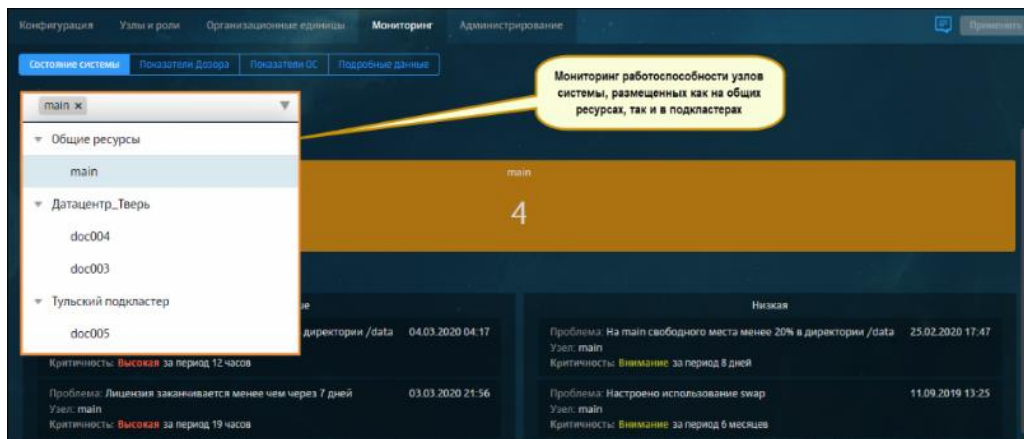 Конфигурация Узлы и роли Организационные единицы Мониторинг Администрирование Применить
Состояние системы Показатели Дозора Показатели ОС Подробные данные
Мониторинг работоспособности узлов
системы, размещенных как на общих
ресурсах, так и в подкластерах
main ×
Общие ресурсы
main
Датацентр_Тверь
doc004
doc003
Тульский подкластер
doc005
main
4
Низкая
директории /data 04.03.2020 04:17
Критичность: Высокая за период 12 часов
Проблема: Лицензия заканчивается менее чем через 7 дней 03.03.2020 21:56
Узел: main
Критичность: Высокая за период 19 часов
Проблема: На main свободного места менее 20% в директории /data 25.02.2020 17:47
Узел: main
Критичность: Внимание за период 8 дней
Проблема: Настроено использование swap 11.09.2019 13:25
Узел: main
Критичность: Внимание за период 6 месяцев